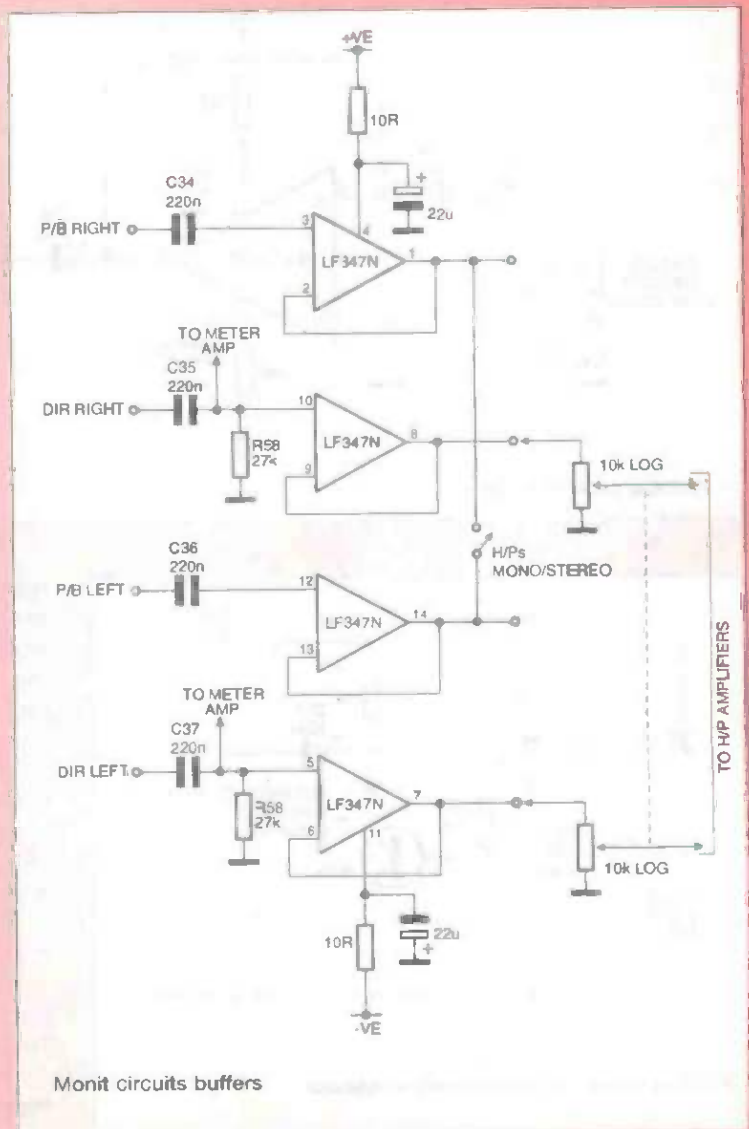 +VE
10R
C34
220n
+
22u
P/B RIGHT
3
4
LF347N
1
2
TO METER
AMP
C35
220n
DIR RIGHT
10
LF347N
8
R58
27k
9
10k LOG
C36
220n
H/Ps
MONO/STEREO
P/B LEFT
12
LF347N
14
13
TO H/P AMPLIFIERS
TO METER
AMP
C37
220n
DIR LEFT
5
LF347N
7
R58
27k
6
11
10k LOG
10R
22u
+
-VE
Monit circuits buffers